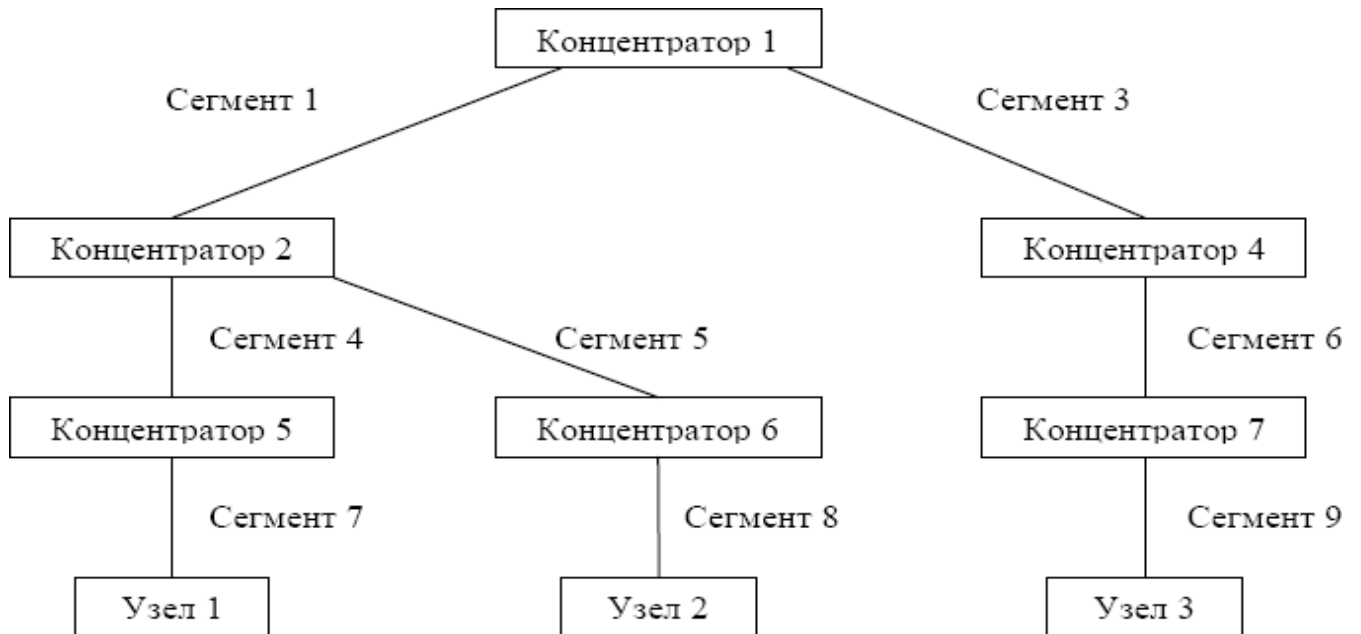 Концентратор 1
Сегмент 1
Сегмент 3
Концентратор 2
Концентратор 4
Сегмент 4
Сегмент 5
Сегмент 6
Концентратор 5
Концентратор 6
Концентратор 7
Сегмент 7
Сегмент 8
Сегмент 9
Узел 1
Узел 2
Узел 3